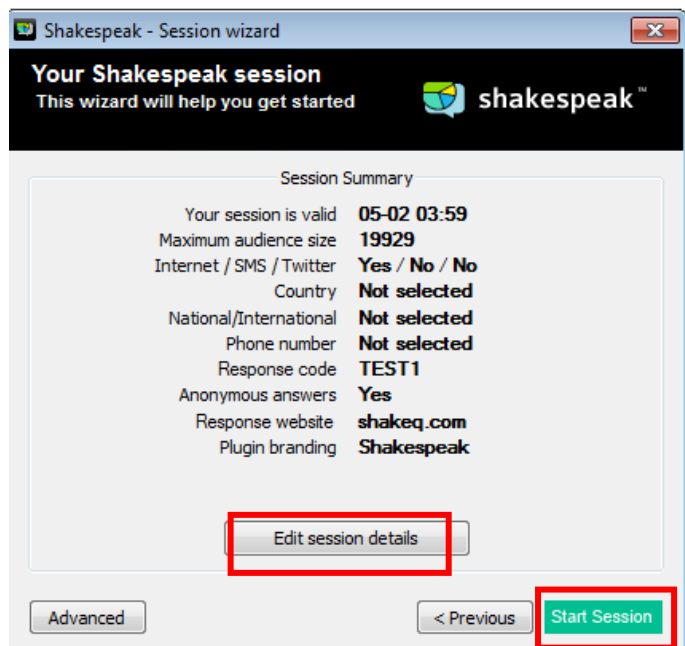 Shakespeak - Session wizard
Your Shakespeak session
This wizard will help you get started
shakespeak™
Session Summary
Your session is valid 05-02 03:59
Maximum audience size 19929
Internet / SMS / Twitter Yes / No / No
Country Not selected
National/International Not selected
Phone number Not selected
Response code TEST1
Anonymous answers Yes
Response website shakeq.com
Plugin branding Shakespeak
Edit session details
Advanced < Previous Start Session